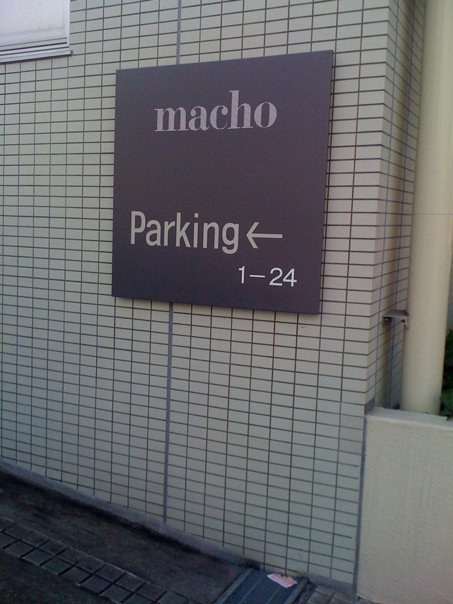 macho
Parking ←
1–24